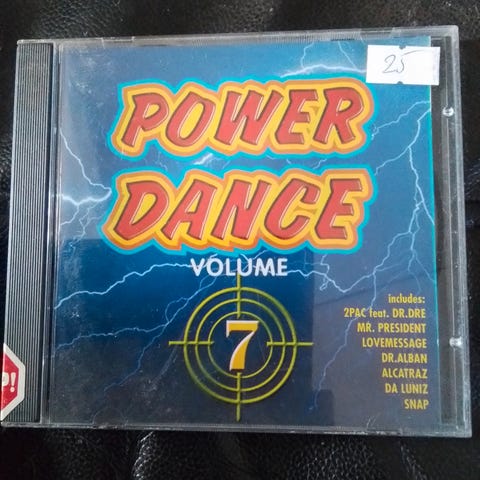 25
POWER
DANCE
VOLUME
7
includes:
2PAC feat. DR.DRE
MR. PRESIDENT
LOVEMESSAGE
DR.ALBAN
ALCATRAZ
DA LUNIZ
SNAP